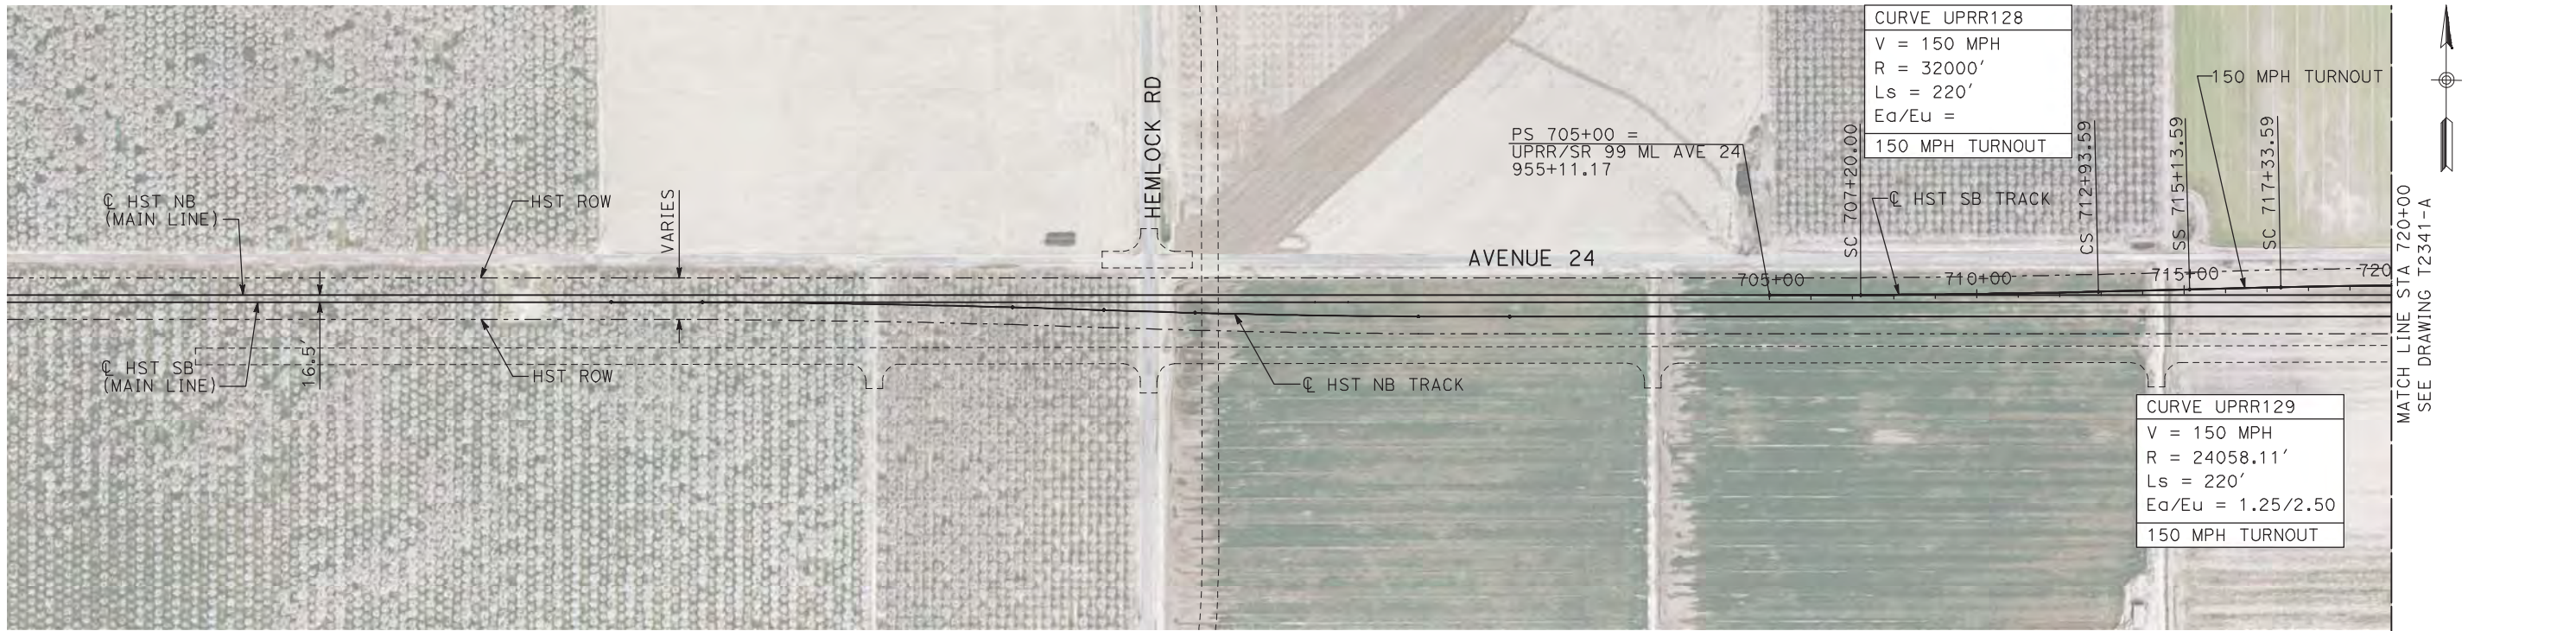 CURVE UPRR128
V = 150 MPH
R = 32000'
Ls = 220'
Ea/Eu =
150 MPH TURNOUT
150 MPH TURNOUT
HEMLOCK RD
PS 705+00 =
UPRR/SR 99 ML AVE 24
955+11.17
℄ HST NB
(MAIN LINE)
HST ROW
VARIES
SC 707+20.00
℄ HST SB TRACK
CS 712+93.59
SS 715+13.59
SC 717+33.59
AVENUE 24
705+00
710+00
715+00
720
℄ HST SB
(MAIN LINE)
16.5'
HST ROW
℄ HST NB TRACK
MATCH LINE STA 720+00
SEE DRAWING T2341-A
CURVE UPRR129
V = 150 MPH
R = 24058.11'
Ls = 220'
Ea/Eu = 1.25/2.50
150 MPH TURNOUT